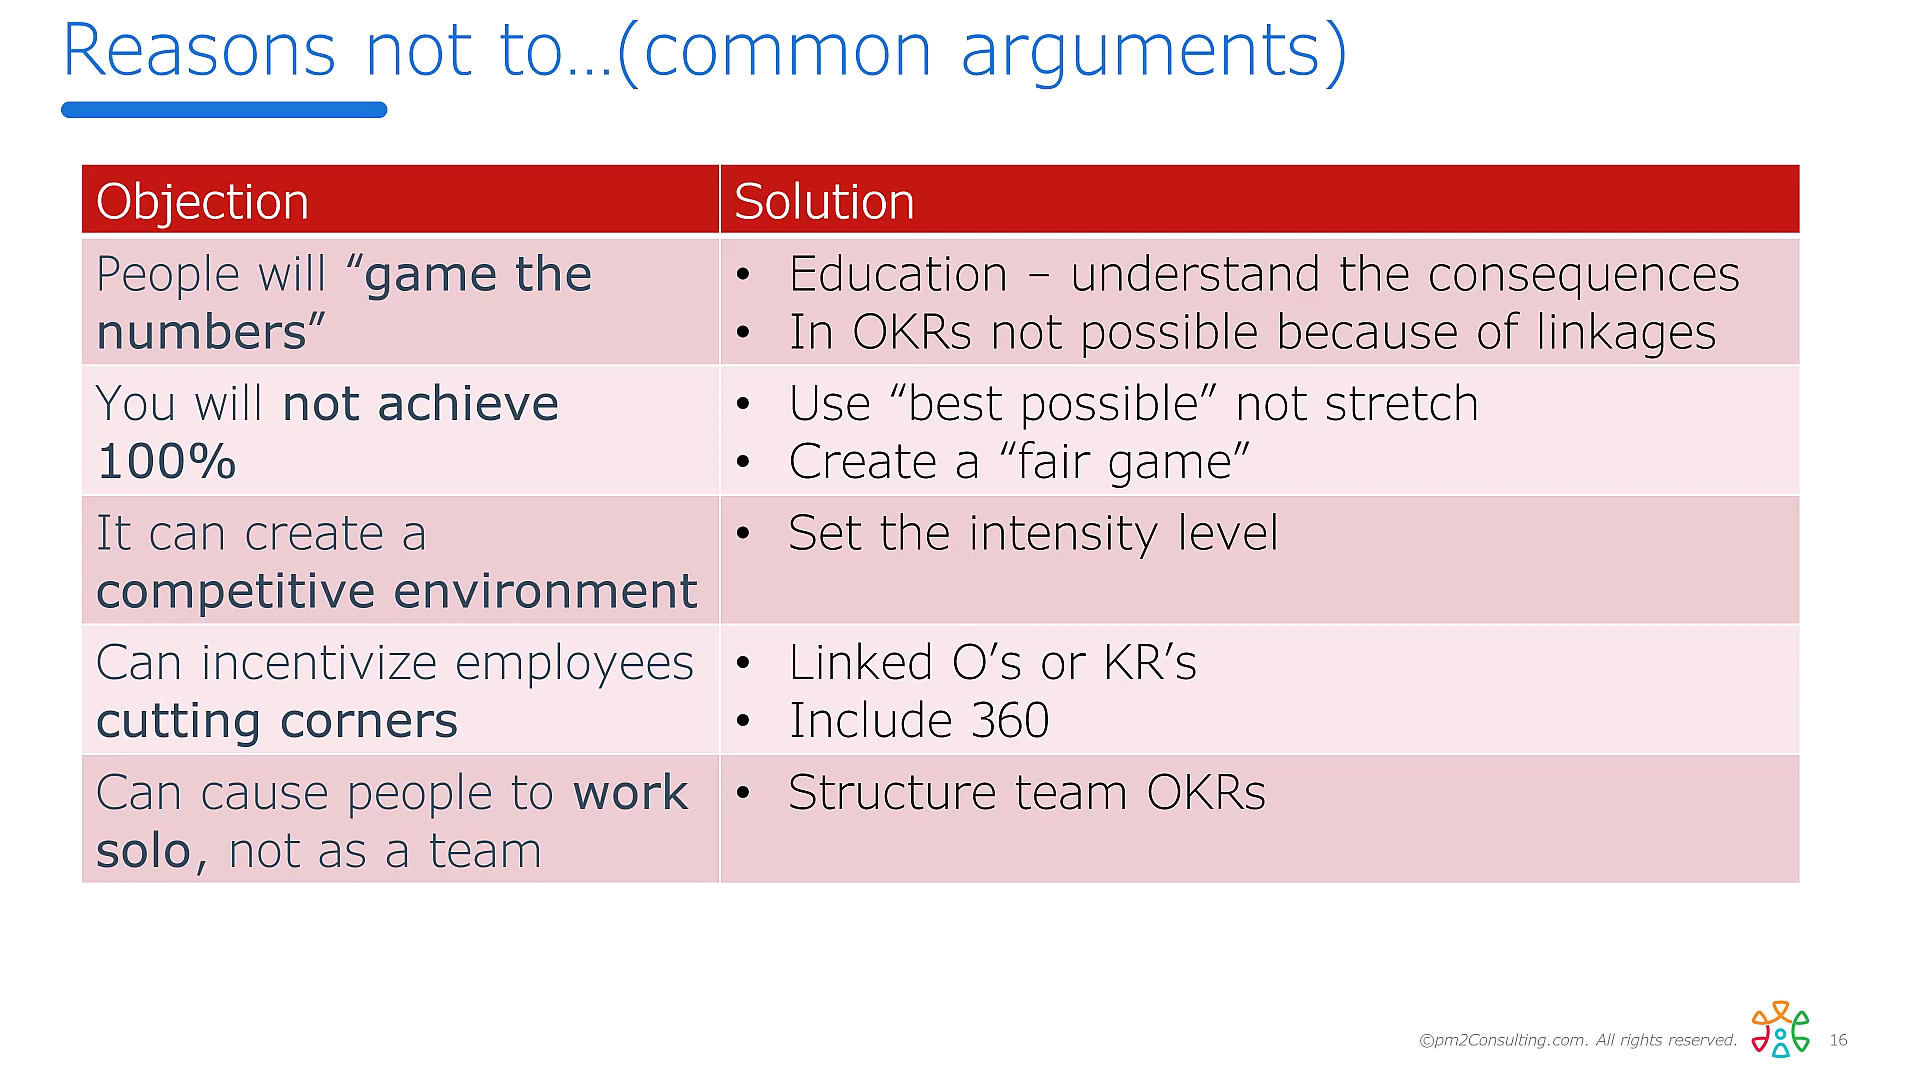 Reasons not to…(common arguments)
Objection
Solution
People will “game the
numbers”
• Education – understand the consequences
• In OKRs not possible because of linkages
You will not achieve
100%
• Use “best possible” not stretch
• Create a “fair game”
It can create a
competitive environment
• Set the intensity level
Can incentivize employees
cutting corners
• Linked O’s or KR’s
• Include 360
Can cause people to work
solo, not as a team
• Structure team OKRs
©pm2Consulting.com. All rights reserved.
16